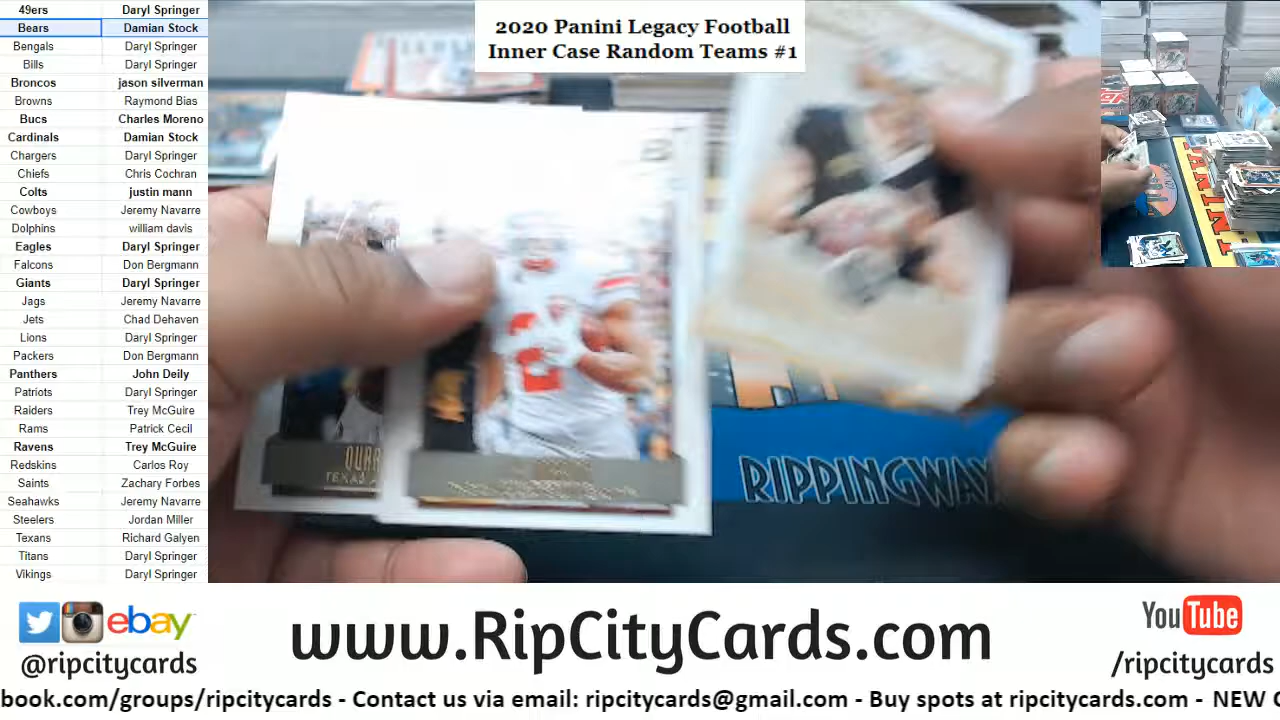 49ers Daryl Springer
Bears Damian Stock
Bengals Daryl Springer
Bills Daryl Springer
Broncos jason silverman
Browns Raymond Bias
Bucs Charles Moreno
Cardinals Damian Stock
Chargers Daryl Springer
Chiefs Chris Cochran
Colts justin mann
Cowboys Jeremy Navarre
Dolphins william davis
Eagles Daryl Springer
Falcons Don Bergmann
Giants Daryl Springer
Jags Jeremy Navarre
Jets Chad Dehaven
Lions Daryl Springer
Packers Don Bergmann
Panthers John Deily
Patriots Daryl Springer
Raiders Trey McGuire
Rams Patrick Cecil
Ravens Trey McGuire
Redskins Carlos Roy
Saints Zachary Forbes
Seahawks Jeremy Navarre
Steelers Jordan Miller
Texans Richard Galyen
Titans Daryl Springer
Vikings Daryl Springer
2020 Panini Legacy Football
Inner Case Random Teams #1
PANINI
2
QUAR
TEXAS
RIPPINGWAX
ebay
@ripcitycards
www.RipCityCards.com
YouTube
/ripcitycards
book.com/groups/ripcitycards - Contact us via email: ripcitycards@gmail.com - Buy spots at ripcitycards.com - NEW